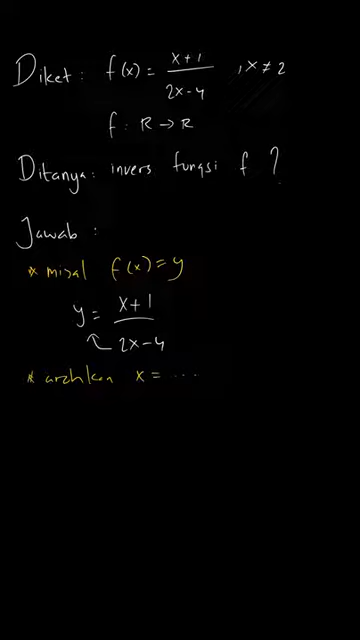 Diket : f(x) = x+1 / 2x-4 , x ≠ 2
f : R → R
Ditanya : invers fungsi f ?
Jawab :
* misal f(x) = y
y = x+1 / 2x-4
* arahkan x = ...